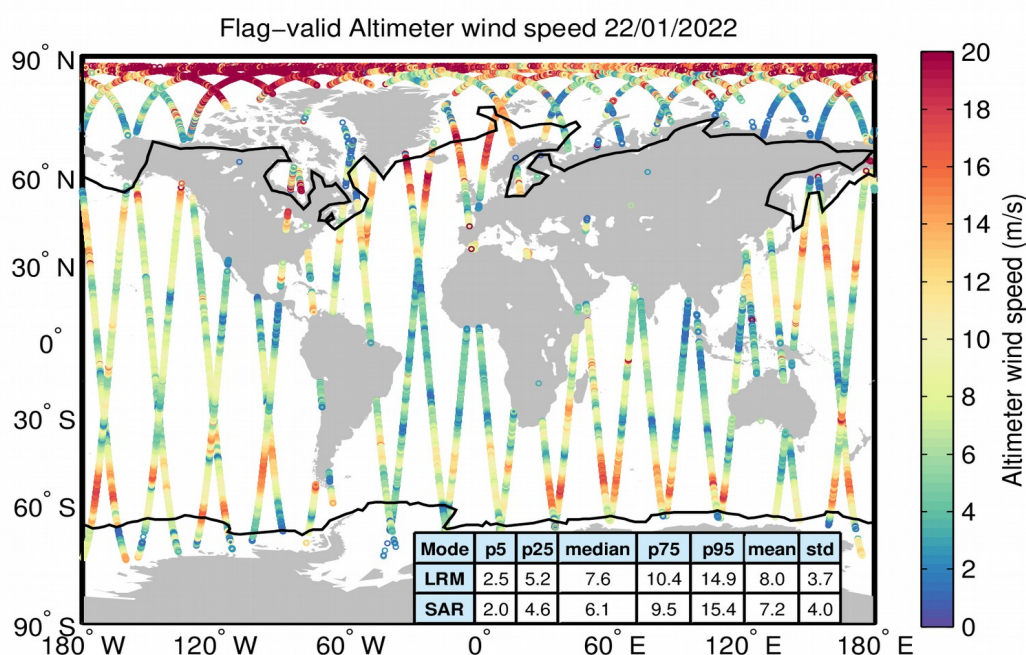 Flag−valid Altimeter wind speed 22/01/2022
90° N
60° N
30° N
0°
30° S
60° S
90° S
180° W
120° W
60° W
0°
60° E
120° E
180° E
Mode p5 p25 median p75 p95 mean std
LRM 2.5 5.2 7.6 10.4 14.9 8.0 3.7
SAR 2.0 4.6 6.1 9.5 15.4 7.2 4.0
20
18
16
14
12
10
8
6
4
2
0
Altimeter wind speed (m/s)